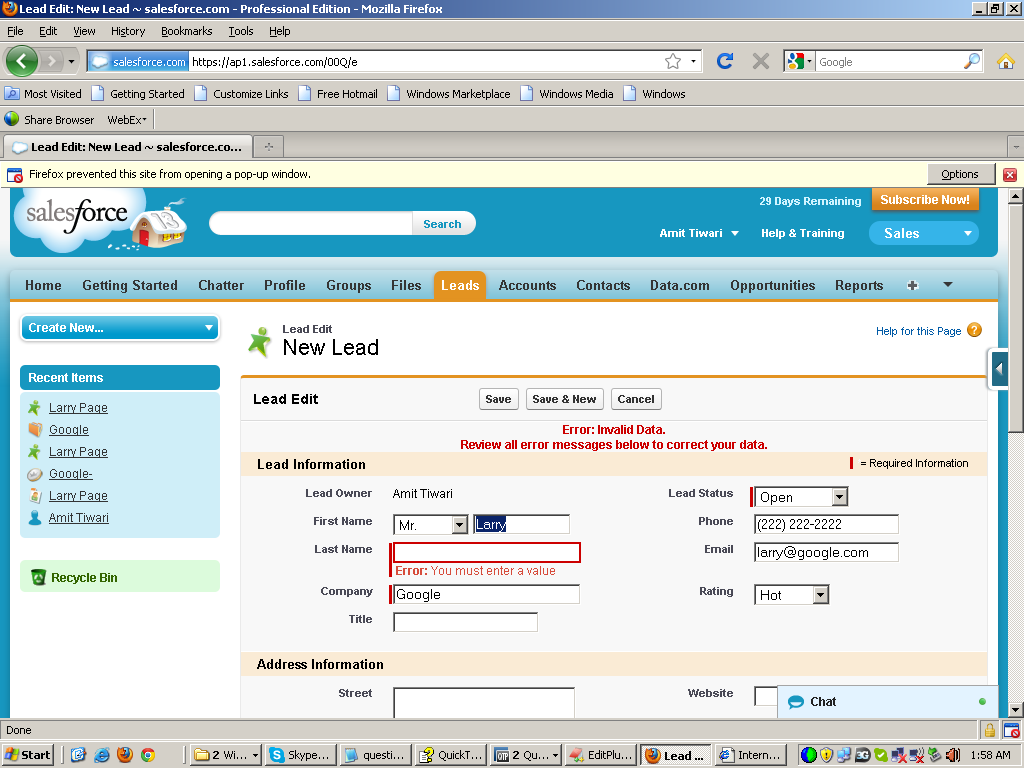 Lead Edit: New Lead ~ salesforce.com - Professional Edition - Mozilla Firefox
File Edit View History Bookmarks Tools Help
salesforce.com https://ap1.salesforce.com/00Q/e Google
Most Visited Getting Started Customize Links Free Hotmail Windows Marketplace Windows Media Windows
Share Browser WebEx
Lead Edit: New Lead ~ salesforce.co...
Firefox prevented this site from opening a pop-up window. Options
salesforce 13
29 Days Remaining Subscribe Now!
Search
Amit Tiwari Help & Training Sales
Home Getting Started Chatter Profile Groups Files Leads Accounts Contacts Data.com Opportunities Reports +
Create New...
Lead Edit
New Lead
Help for this Page ?
Recent Items
Larry Page
Google
Larry Page
Google-
Larry Page
Amit Tiwari
Recycle Bin
Lead Edit Save Save & New Cancel
Error: Invalid Data.
Review all error messages below to correct your data.
Lead Information = Required Information
Lead Owner Amit Tiwari Lead Status Open
First Name Mr. Larry Phone (222) 222-2222
Last Name Email larry@google.com
Error: You must enter a value
Company Google Rating Hot
Title
Address Information
Street Website
Chat
Done
Start 2 Wi... Skype... questi... QuickT... 2 Qu... EditPlu... Lead ... Intern... 1:58 AM